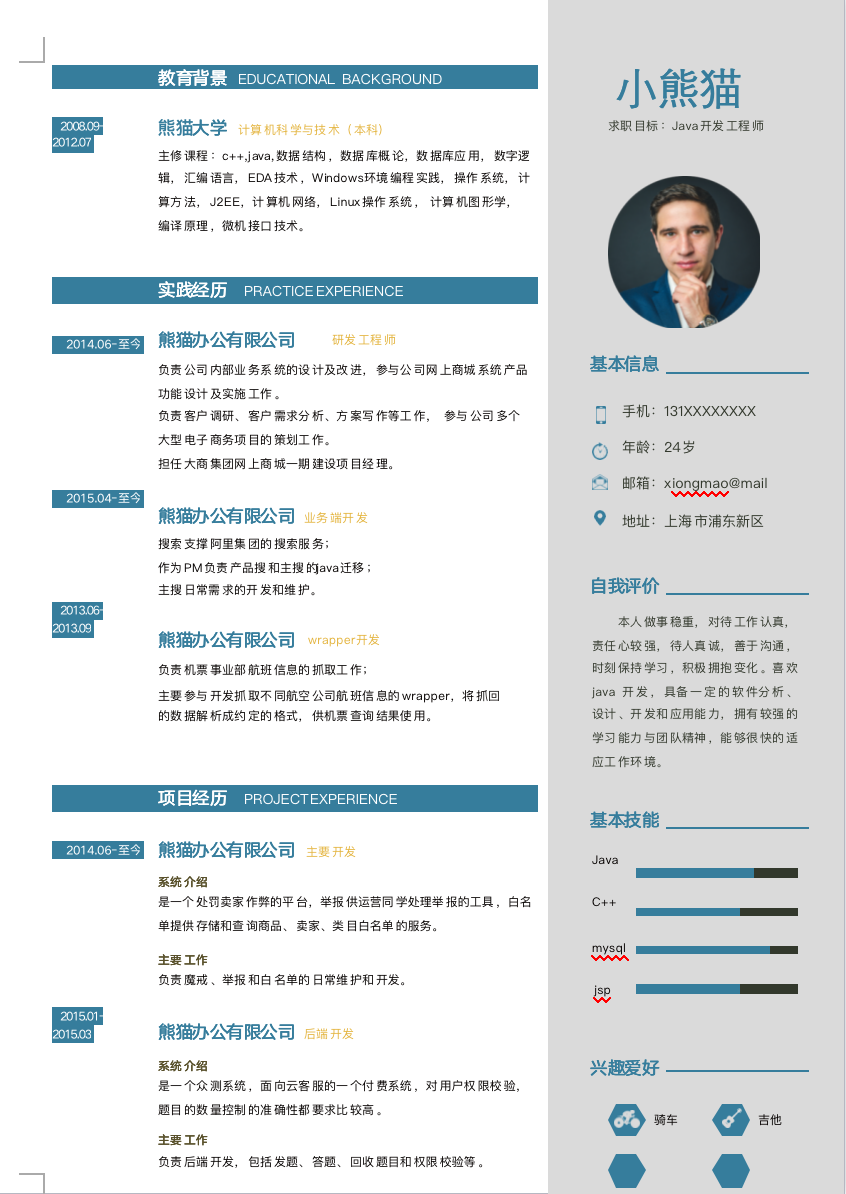 教育背景 EDUCATIONAL BACKGROUND
2008.09-
2012.07
熊猫大学 计算机科学与技术（本科）
主修课程：c++,java,数据结构，数据库概论，数据库应用，数字逻
辑，汇编语言，EDA技术，Windows环境编程实践，操作系统，计
算方法，J2EE，计算机网络，Linux操作系统， 计算机图形学，
编译原理，微机接口技术。
实践经历 PRACTICE EXPERIENCE
2014.06-至今
熊猫办公有限公司 研发工程师
负责公司内部业务系统的设计及改进，参与公司网上商城系统产品
功能设计及实施工作。
负责客户调研、客户需求分析、方案写作等工作， 参与公司多个
大型电子商务项目的策划工作。
担任大商集团网上商城一期建设项目经理。
2015.04-至今
熊猫办公有限公司 业务端开发
搜索支撑阿里集团的搜索服务；
作为PM负责产品搜和主搜的java迁移；
主搜日常需求的开发和维护。
2013.06-
2013.09
熊猫办公有限公司 wrapper开发
负责机票事业部航班信息的抓取工作；
主要参与开发抓取不同航空公司航班信息的wrapper，将抓回
的数据解析成约定的格式，供机票查询结果使用。
项目经历 PROJECT EXPERIENCE
2014.06-至今
熊猫办公有限公司 主要开发
系统介绍
是一个处罚卖家作弊的平台，举报供运营同学处理举报的工具，白名
单提供存储和查询商品、卖家、类目白名单的服务。
主要工作
负责魔戒、举报和白名单的日常维护和开发。
2015.01-
2015.03
熊猫办公有限公司 后端开发
系统介绍
是一个众测系统，面向云客服的一个付费系统，对用户权限校验，
题目的数量控制的准确性都要求比较高。
主要工作
负责后端开发，包括发题、答题、回收题目和权限校验等。
小熊猫
求职目标：Java开发工程师
基本信息
手机：131XXXXXXXX
年龄：24岁
邮箱：xiongmao@mail
地址：上海市浦东新区
自我评价
本人做事稳重，对待工作认真，
责任心较强，待人真诚，善于沟通，
时刻保持学习，积极拥抱变化。喜欢
java 开发，具备一定的软件分析、
设计、开发和应用能力，拥有较强的
学习能力与团队精神，能够很快的适
应工作环境。
基本技能
Java
C++
mysql
jsp
兴趣爱好
骑车 吉他